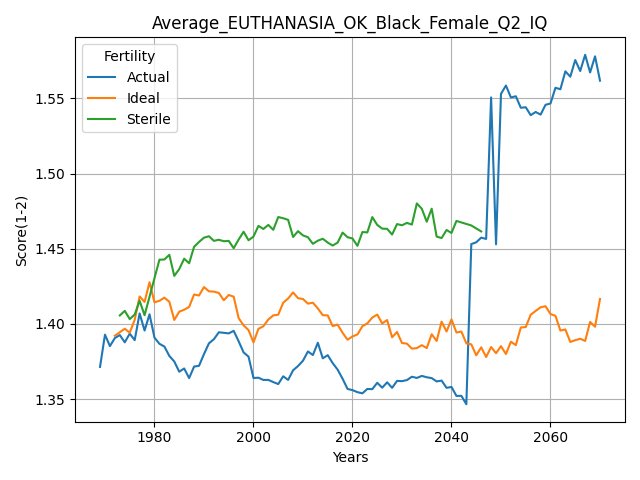 Average_EUTHANASIA_OK_Black_Female_Q2_IQ
Fertility
Actual
Ideal
Sterile
Score(1-2)
1.55
1.50
1.45
1.40
1.35
1980 2000 2020 2040 2060
Years